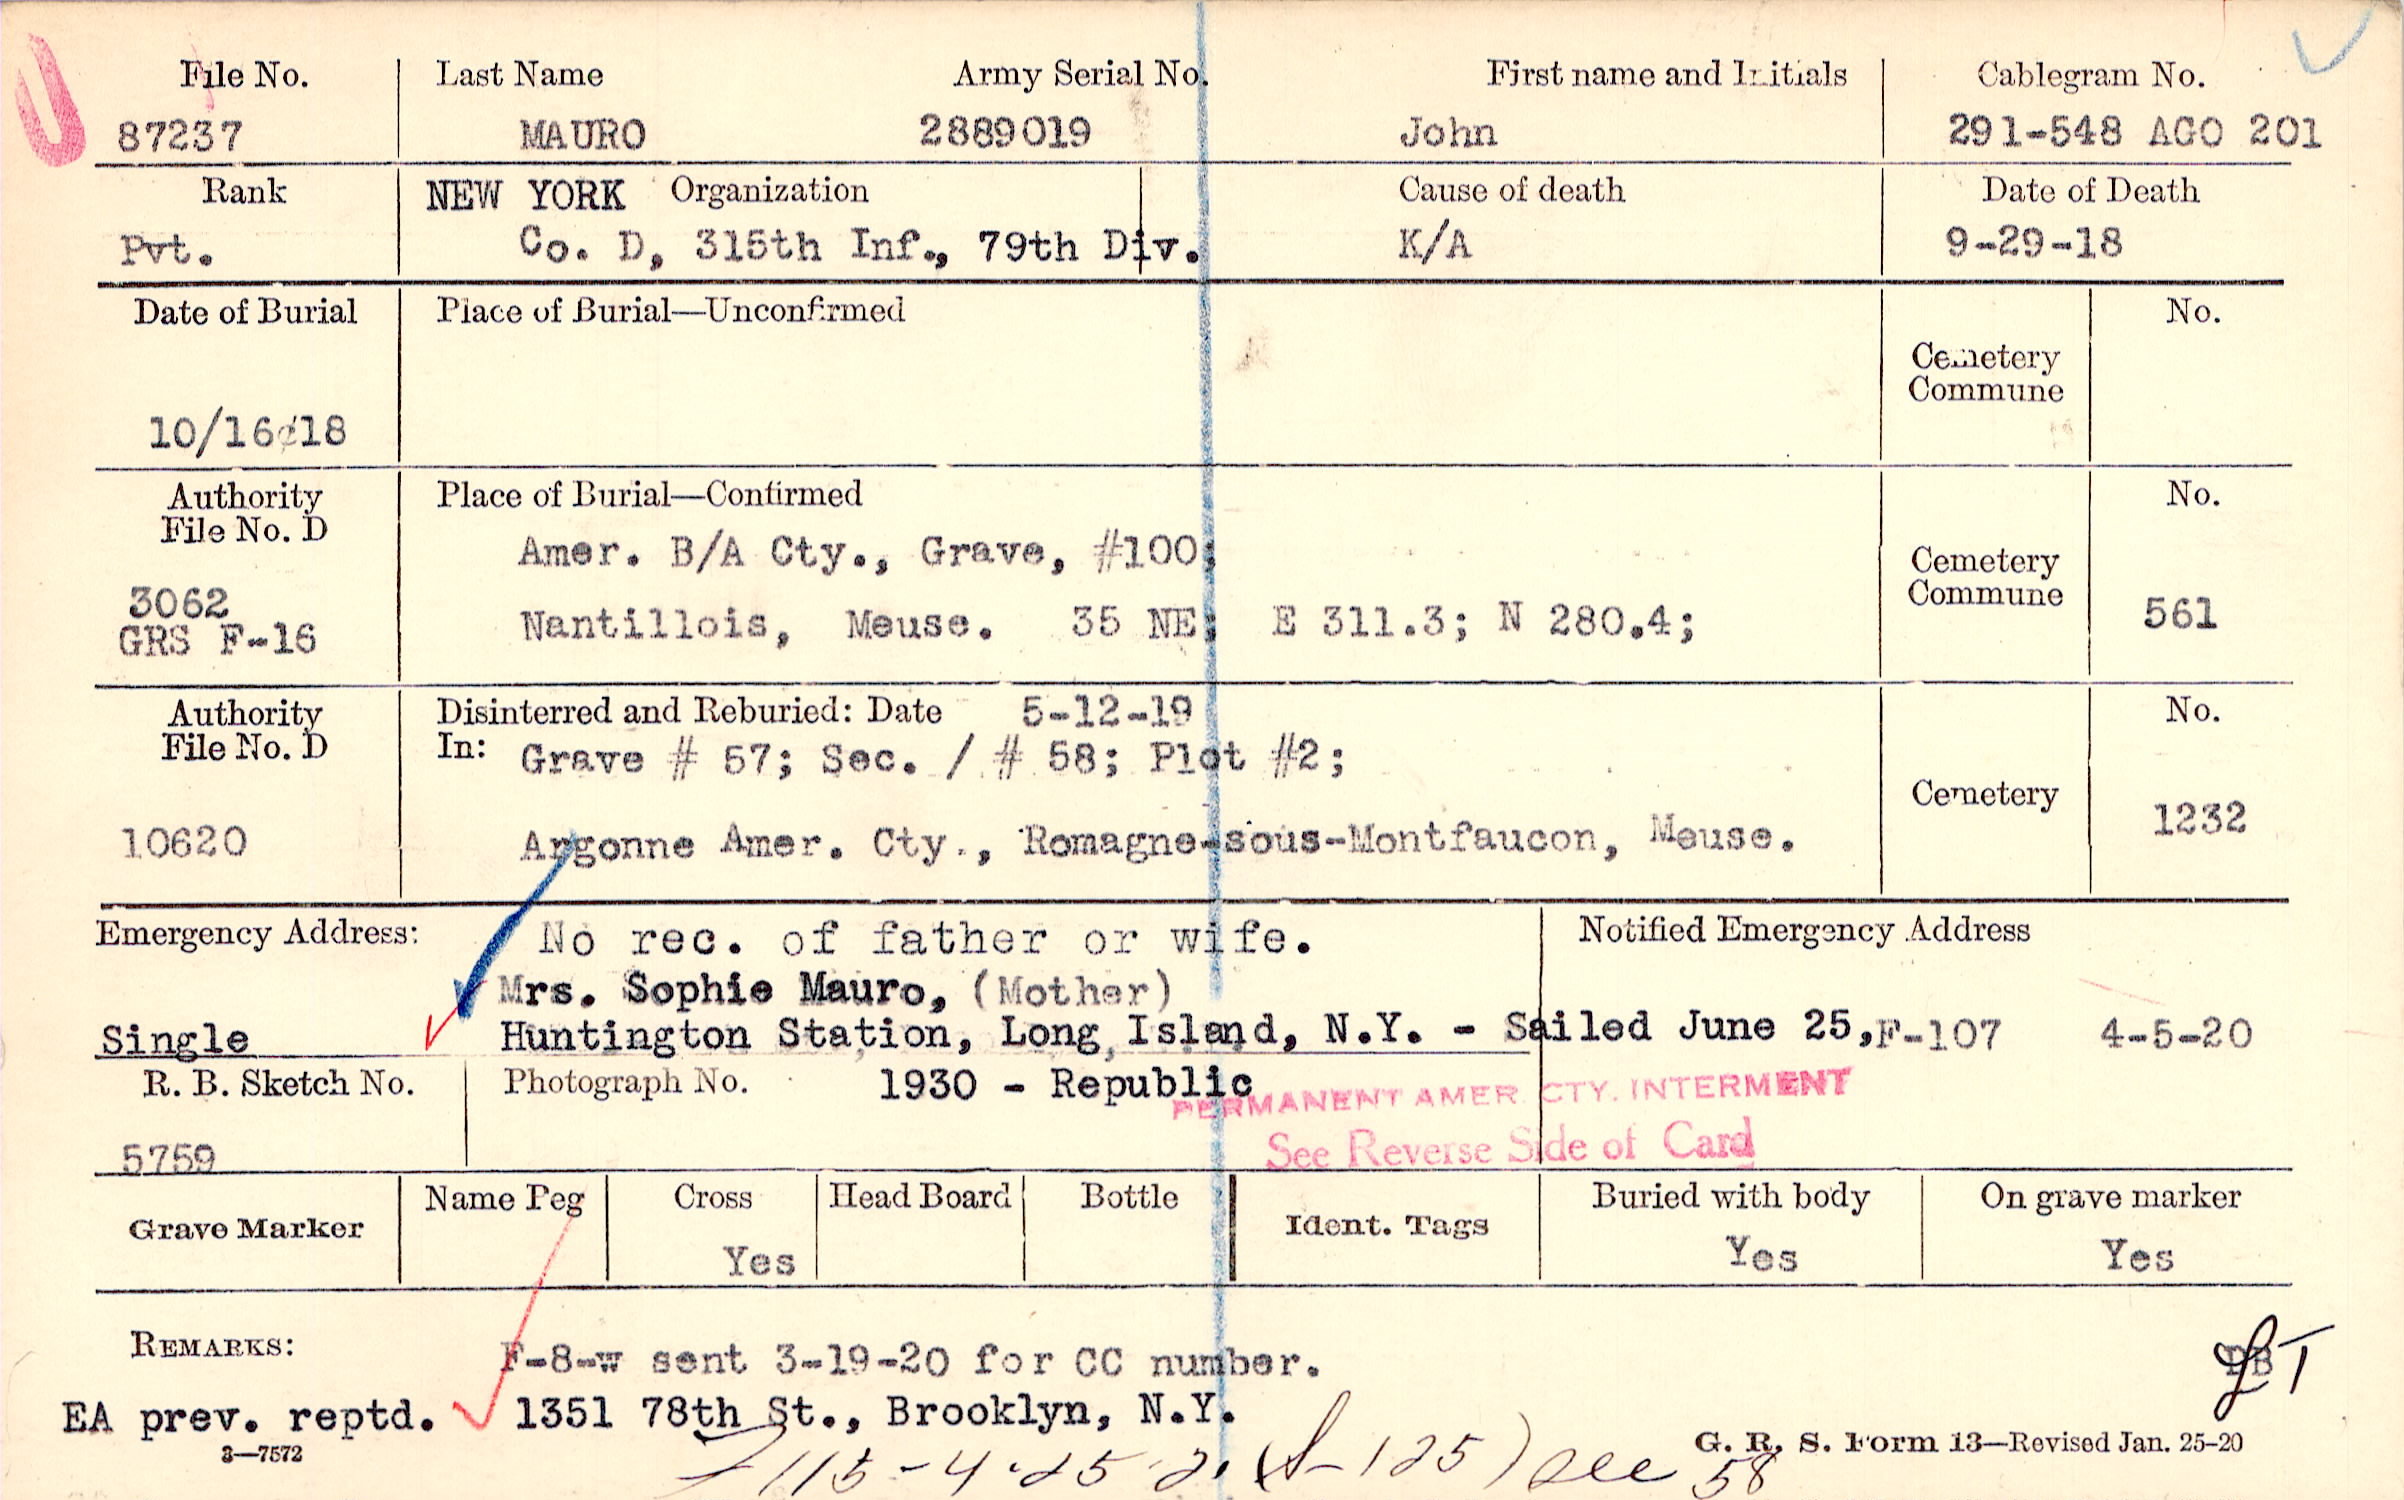 File No. Last Name Army Serial No. First name and Initials Cablegram No.
87237 MAURO 2889019 John 291-548 AGO 201
Rank NEW YORK Organization Cause of death Date of Death
Pvt. Co. D, 315th Inf., 79th Div. K/A 9-29-18
Date of Burial Place of Burial—Unconfirmed No.
Cemetery
Commune
10/16/18
Authority Place of Burial—Confirmed No.
File No. D
Amer. B/A Cty., Grave, #100;
Cemetery
Commune
3062
Nantillois, Meuse. 35 NE; E 311.3; N 280.4; 561
GRS F-16
Authority Disinterred and Reburied: Date 5-12-19 No.
File No. D In: Grave # 57; Sec. / # 58; Plot #2;
Cemetery
10620 Argonne Amer. Cty., Romagne-sous-Montfaucon, Meuse. 1232
Emergency Address: No rec. of father or wife. Notified Emergency Address
Mrs. Sophie Mauro, (Mother)
Single Huntington Station, Long Island, N.Y. - Sailed June 25, F-107 4-5-20
R. B. Sketch No. Photograph No. 1930 - Republic
PERMANENT AMER. CTY. INTERMENT
See Reverse Side of Card
5759
Grave Marker Name Peg Cross Head Board Bottle Ident. Tags Buried with body On grave marker
Yes Yes Yes
REMARKS: F-8-w sent 3-19-20 for CC number.
EA prev. reptd. 1351 78th St., Brooklyn, N.Y.
3—7572 G. R. S. Form 13—Revised Jan. 25-20
see 58